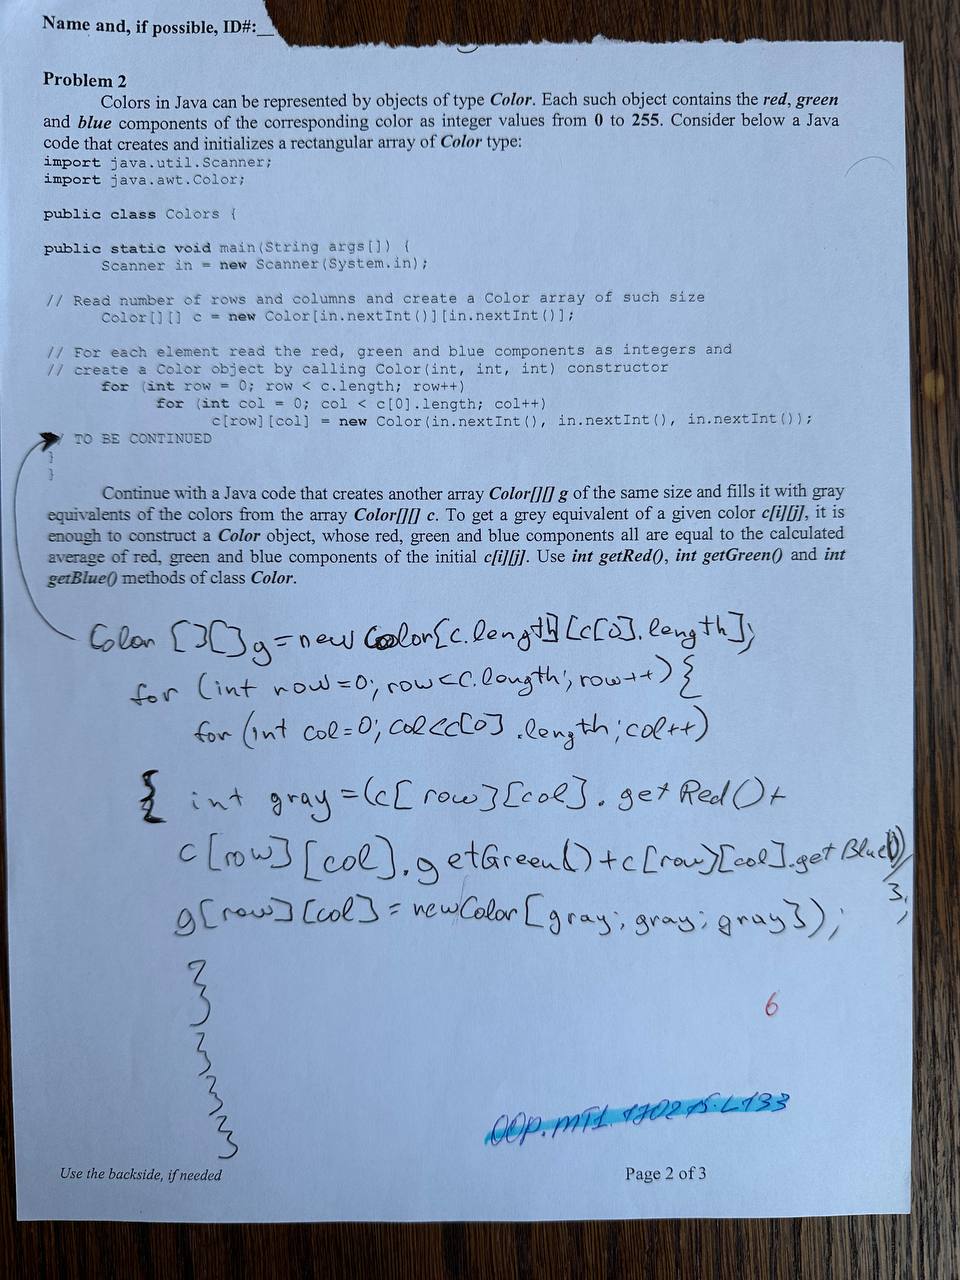 Name and, if possible, ID#:__
Problem 2
Colors in Java can be represented by objects of type Color. Each such object contains the red, green
and blue components of the corresponding color as integer values from 0 to 255. Consider below a Java
code that creates and initializes a rectangular array of Color type:
import java.util.Scanner;
import java.awt.Color;
public class Colors {
public static void main(String args[]) {
Scanner in = new Scanner(System.in);
// Read number of rows and columns and create a Color array of such size
Color[][] c = new Color[in.nextInt()][in.nextInt()];
// For each element read the red, green and blue components as integers and
// create a Color object by calling Color(int, int, int) constructor
for (int row = 0; row < c.length; row++)
for (int col = 0; col < c[0].length; col++)
c[row][col] = new Color(in.nextInt(), in.nextInt(), in.nextInt());
/ TO BE CONTINUED
}
}
Continue with a Java code that creates another array Color[][] g of the same size and fills it with gray
equivalents of the colors from the array Color[][] c. To get a grey equivalent of a given color c[i][j], it is
enough to construct a Color object, whose red, green and blue components all are equal to the calculated
average of red, green and blue components of the initial c[i][j]. Use int getRed(), int getGreen() and int
getBlue() methods of class Color.
Color [][] g = new Color[c.length][c[0].length];
for (int row=0; row<c.length; row++) {
for (int col=0; col<c[0].length; col++)
{ int gray = (c[row][col].getRed()+
c[row][col].getGreen()+c[row][col].getBlue())/
3;
g[row][col] = new Color[gray; gray; gray});
}
}
}
}
}
6
OOP.MT1.170215.L133
Use the backside, if needed
Page 2 of 3